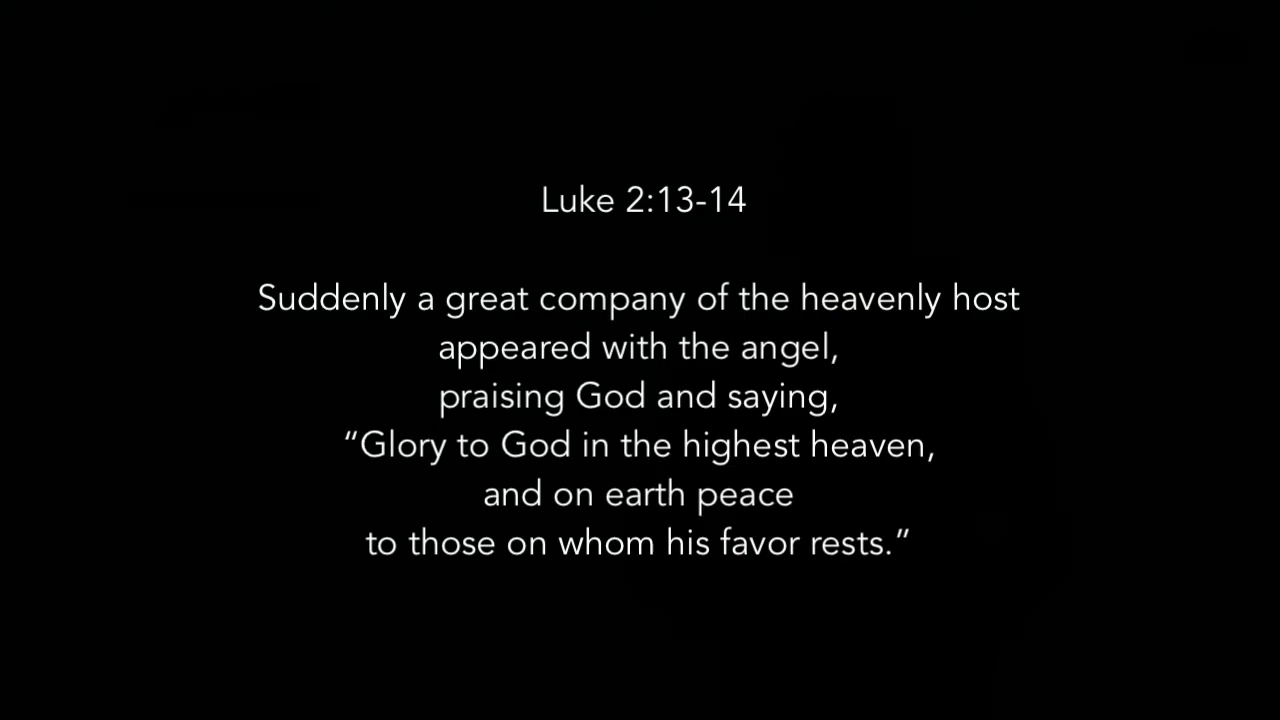 Luke 2:13-14
Suddenly a great company of the heavenly host
appeared with the angel,
praising God and saying,
“Glory to God in the highest heaven,
and on earth peace
to those on whom his favor rests.”